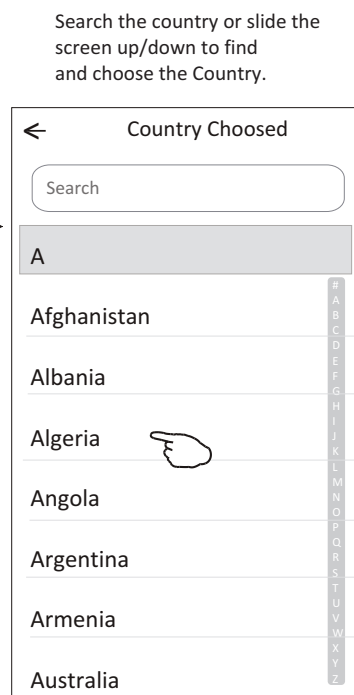 Search the country or slide the
screen up/down to find
and choose the Country.
Country Choosed
Search
A
Afghanistan
Albania
Algeria
Angola
Argentina
Armenia
Australia
#
A
B
C
D
E
F
G
H
I
J
K
L
M
N
O
P
Q
R
S
T
U
V
W
X
Y
Z